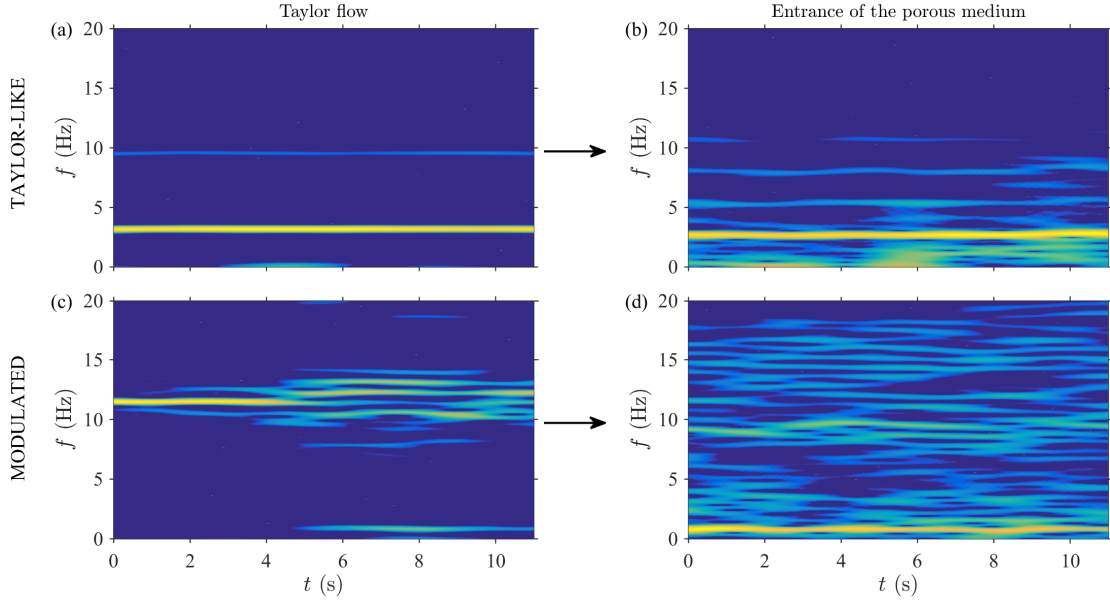 Taylor flow
Entrance of the porous medium
(a)
(b)
TAYLOR-LIKE
f (Hz)
20
15
10
5
0
f (Hz)
20
15
10
5
0
(c)
(d)
MODULATED
f (Hz)
20
15
10
5
0
f (Hz)
20
15
10
5
0
0 2 4 6 8 10
0 2 4 6 8 10
t (s)
t (s)